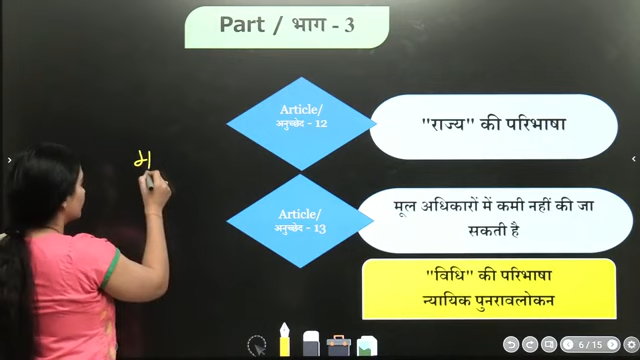 Part / भाग - 3
Article/
अनुच्छेद - 12
"राज्य" की परिभाषा
Article/
अनुच्छेद - 13
मूल अधिकारों में कमी नहीं की जा
सकती है
"विधि" की परिभाषा
न्यायिक पुनरावलोकन
6 / 15